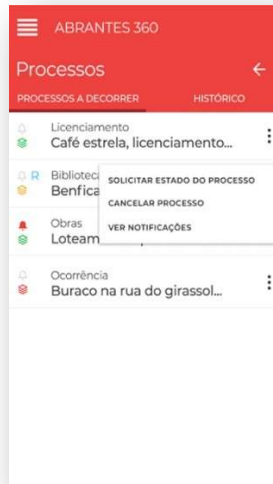 ABRANTES 360
Processos
PROCESSOS A DECORRER
HISTÓRICO
Licenciamento
Café estrela, licenciamento...
R
Biblioteca
Benfica
SOLICITAR ESTADO DO PROCESSO
CANCELAR PROCESSO
VER NOTIFICAÇÕES
Obras
Loteam
Ocorrência
Buraco na rua do girassol...